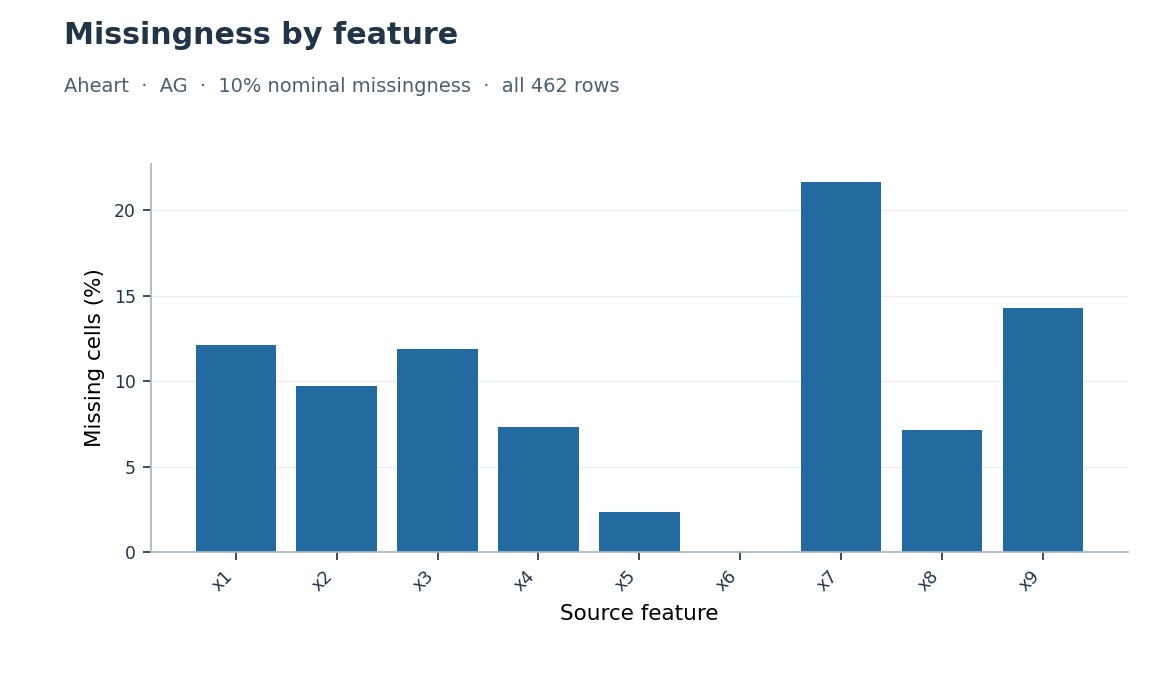 Missingness by feature
Aheart · AG · 10% nominal missingness · all 462 rows
Missing cells (%)
20
15
10
5
0
x1 x2 x3 x4 x5 x6 x7 x8 x9
Source feature